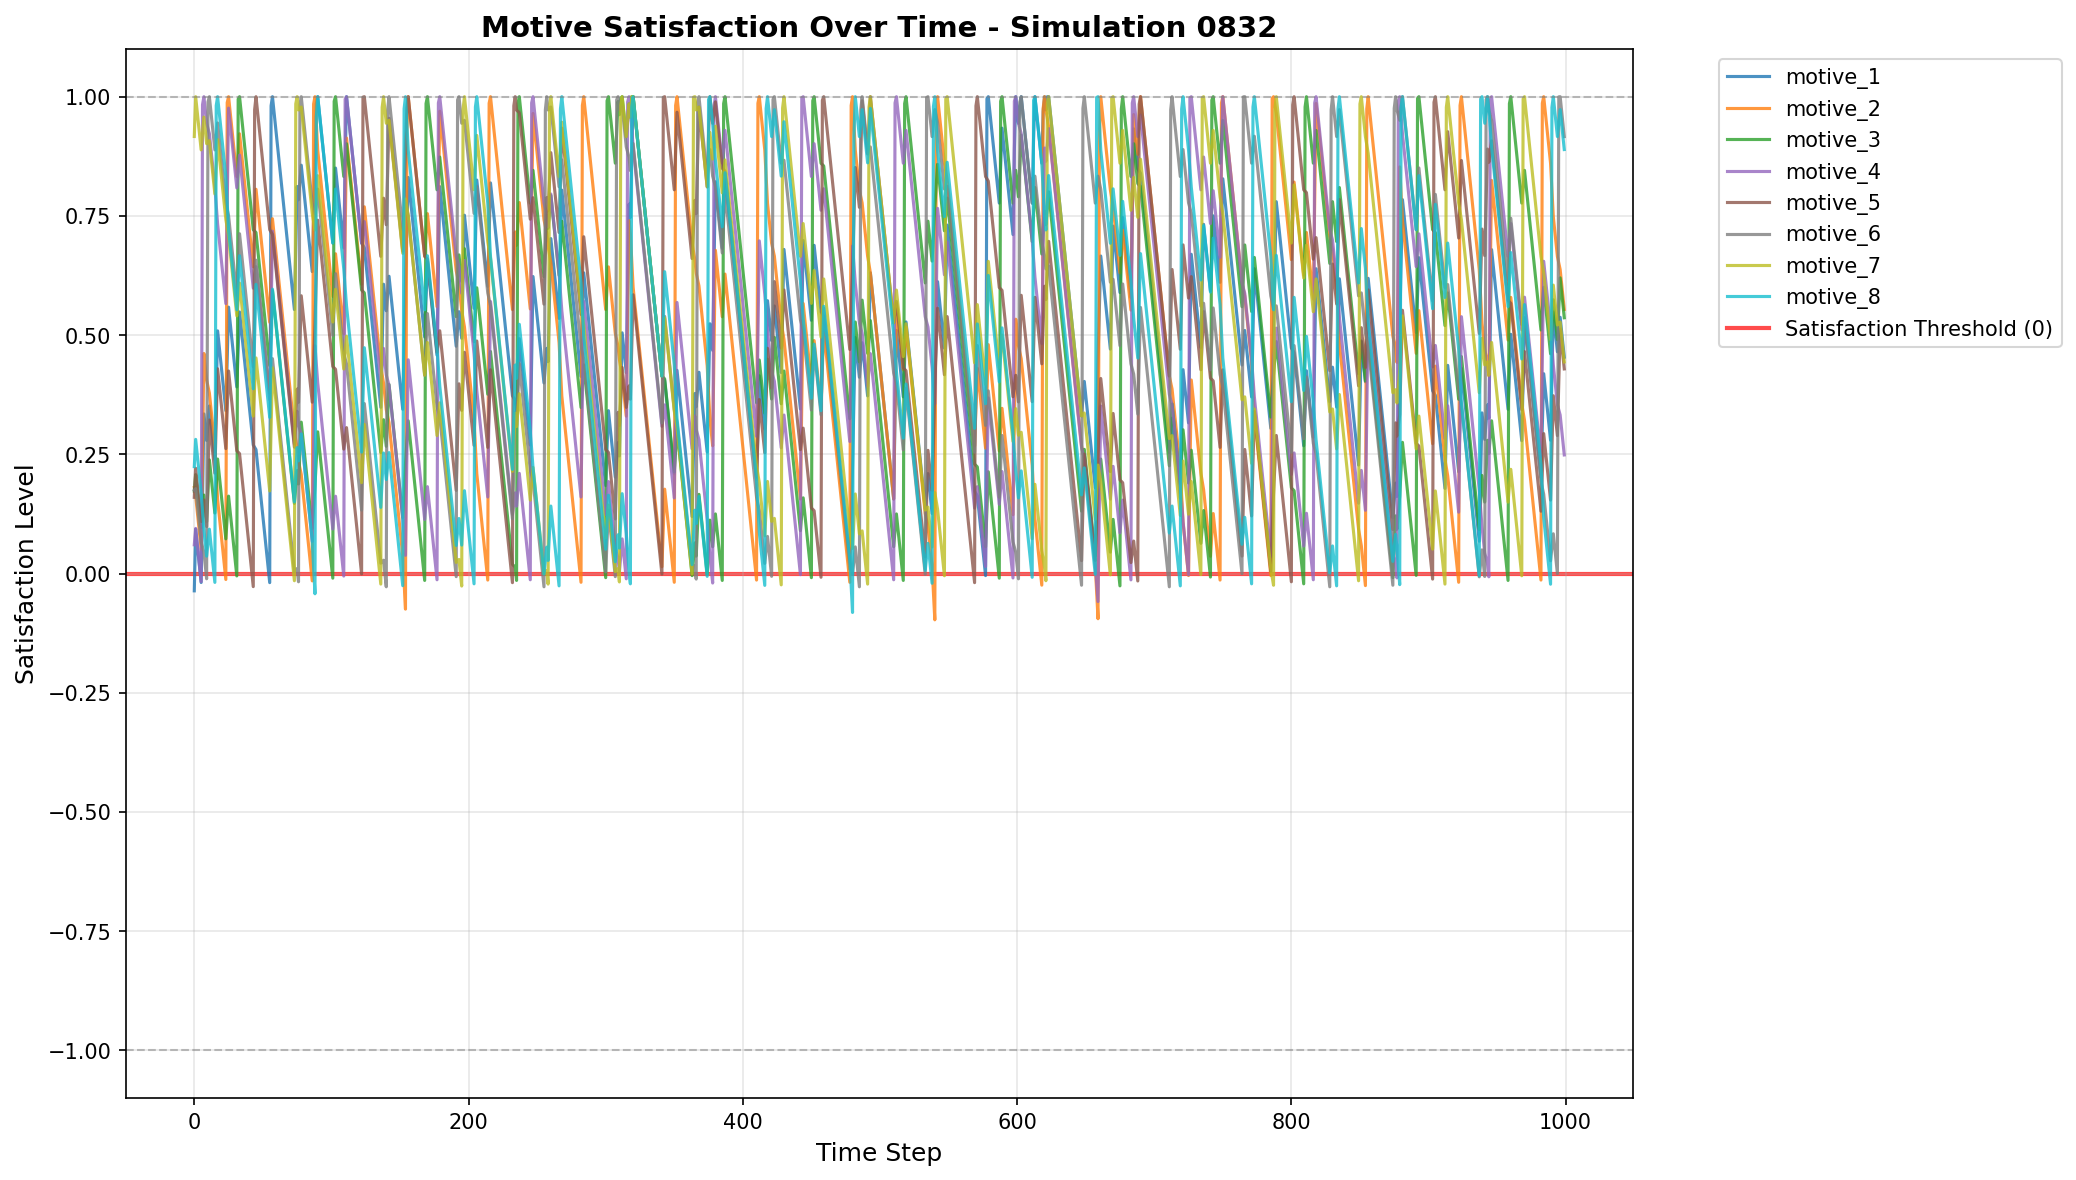 Motive Satisfaction Over Time - Simulation 0832
Satisfaction Level
1.00
0.75
0.50
0.25
0.00
−0.25
−0.50
−0.75
−1.00
0
200
400
600
800
1000
Time Step
motive_1
motive_2
motive_3
motive_4
motive_5
motive_6
motive_7
motive_8
Satisfaction Threshold (0)